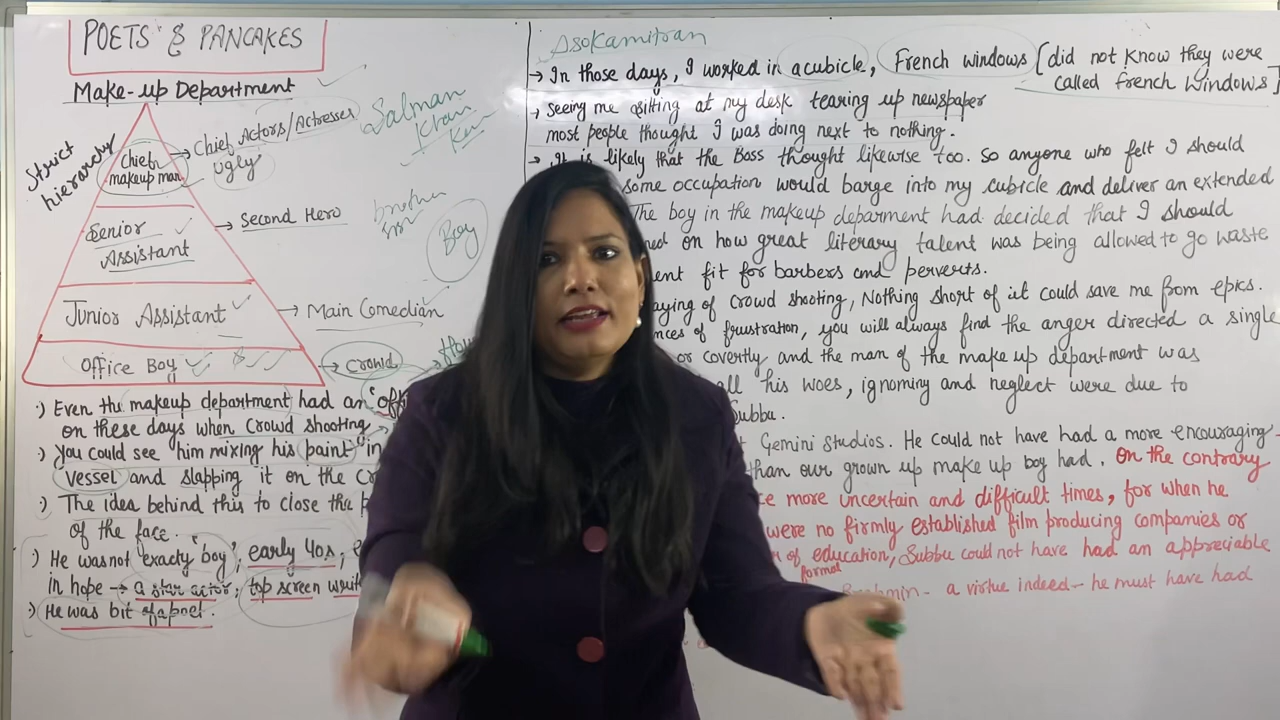 POETS & PANCAKES
Make-up Department
Strict hierarchy
Chief makeup man
Chief Actors/Actresses
ugly
Salman Khan
Senior Assistant
Second Hero
Boy
Junior Assistant
Main Comedian
Office Boy
Crowd
:) Even the makeup department had an "off
on these days when crowd shooting
:) You could see him mixing his paint in
vessel and slapping it on the cr
:) The idea behind this to close the p
of the face.
:) He was not 'exacty boy', early 40s,
in hope → a star actor, top screen write
:) He was bit of a poet.
Asokamitran
→ In those days, I worked in a cubicle, French windows [did not know they were
called french windows]
→ seeing me sitting at my desk tearing up newspaper
most people thought I was doing next to nothing.
→ It is likely that the Boss thought likewise too. So anyone who felt I should
some occupation would barge into my cubicle and deliver an extended
The boy in the makeup deparment had decided that I should
on how great literary talent was being allowed to go waste
ent fit for barbers and perverts.
aying of crowd shooting, Nothing short of it could save me from epics.
nces of frustration, you will always find the anger directed a single
or covertly and the man of the make up department was
all his woes, ignominy and neglect were due to
Subbu.
Gemini studios. He could not have had a more encouraging
than our grown up make up boy had. On the contrary
ce more uncertain and difficult times, for when he
were no firmly established film producing companies or
of formal education, Subbu could not have had an appreciable
Brahmin - a virtue indeed - he must have had